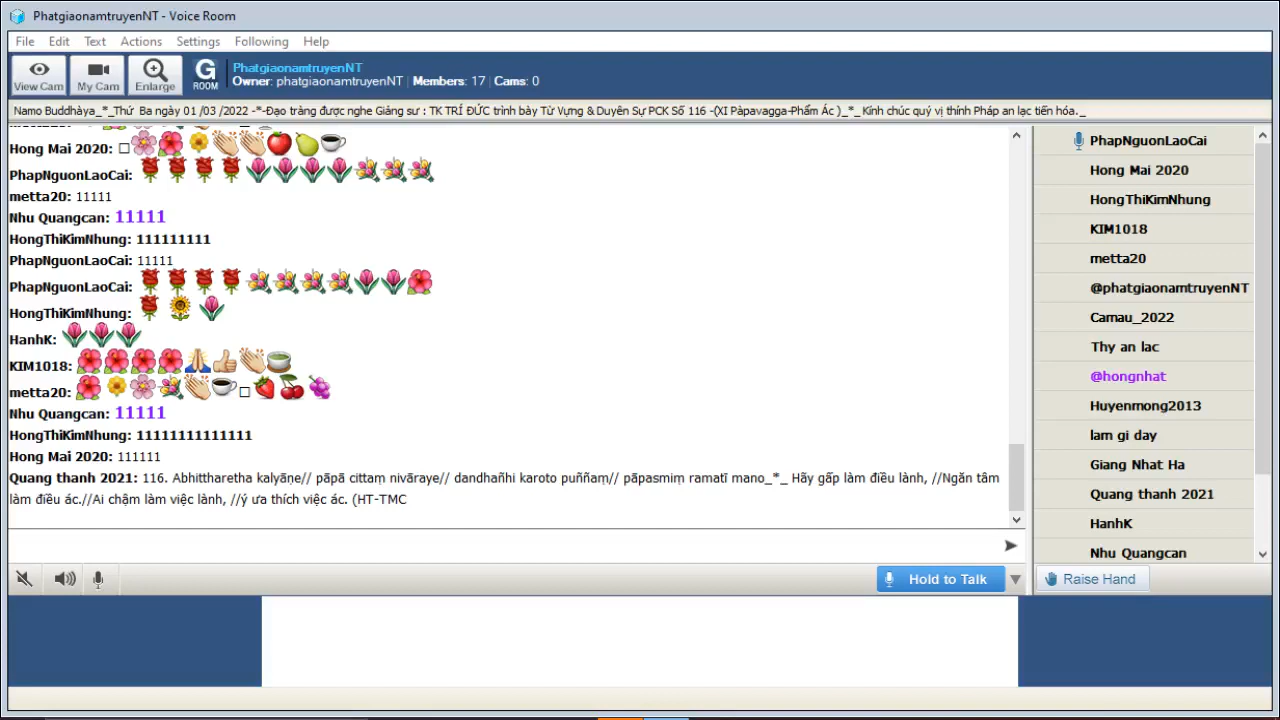 PhatgiaonamtruyenNT - Voice Room
File Edit Text Actions Settings Following Help
View Cam My Cam Enlarge G ROOM
PhatgiaonamtruyenNT
Owner: phatgiaonamtruyenNT Members: 17 Cams: 0
Namo Buddhàya_*_Thứ Ba ngày 01 /03 /2022 -*-Đạo tràng được nghe Giảng sư : TK TRÍ ĐỨC trình bày Từ Vựng & Duyên Sự PCK Số 116 -(XI Pàpavagga-Phẩm Ác )_*_Kính chúc quý vị thính Pháp an lạc tiến hóa._
Hong Mai 2020:
PhapNguonLaoCai:
metta20: 11111
Nhu Quangcan: 11111
HongThiKimNhung: 111111111
PhapNguonLaoCai: 11111
PhapNguonLaoCai:
HongThiKimNhung:
HanhK:
KIM1018:
metta20:
Nhu Quangcan: 11111
HongThiKimNhung: 11111111111111
Hong Mai 2020: 111111
Quang thanh 2021: 116. Abhittharetha kalyāṇe// pāpā cittaṃ nivāraye// dandhañhi karoto puññaṃ// pāpasmiṃ ramatī mano_*_ Hãy gấp làm điều lành, //Ngăn tâm
làm điều ác.//Ai chậm làm việc lành, //ý ưa thích việc ác. (HT-TMC
PhapNguonLaoCai
Hong Mai 2020
HongThiKimNhung
KIM1018
metta20
@phatgiaonamtruyenNT
Camau_2022
Thy an lac
@hongnhat
Huyenmong2013
lam gi day
Giang Nhat Ha
Quang thanh 2021
HanhK
Nhu Quangcan
Hold to Talk
Raise Hand